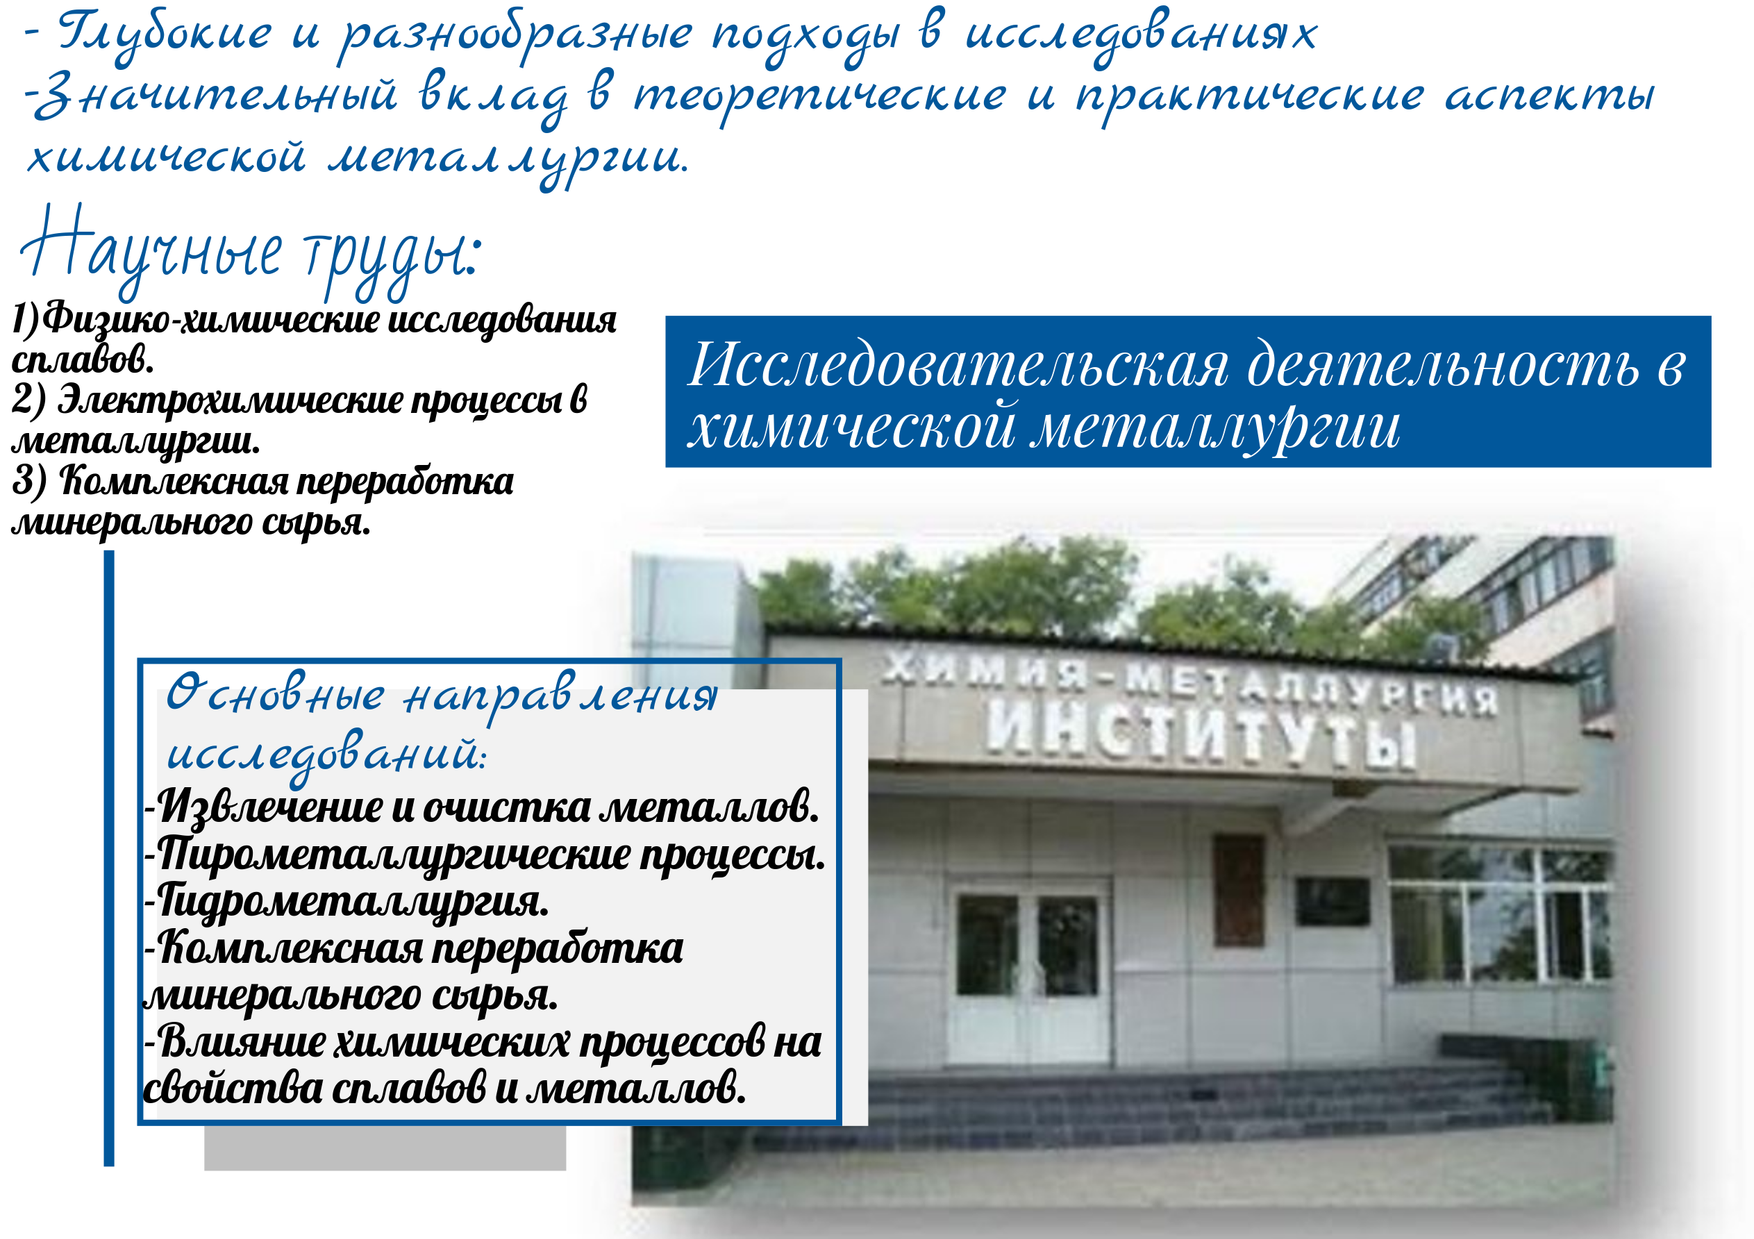 - Глубокие и разнообразные подходы в исследованиях
-Значительный вклад в теоретические и практические аспекты
химической металлургии.
Научные труды:
1)Физико-химические исследования
сплавов.
2) Электрохимические процессы в
металлургии.
3) Комплексная переработка
минерального сырья.
Исследовательская деятельность в
химической металлургии
ХИМИЯ-МЕТАЛЛУРГИЯ
ИНСТИТУТЫ
Основные направления
исследований:
-Извлечение и очистка металлов.
-Пирометаллургические процессы.
-Гидрометаллургия.
-Комплексная переработка
минерального сырья.
-Влияние химических процессов на
свойства сплавов и металлов.